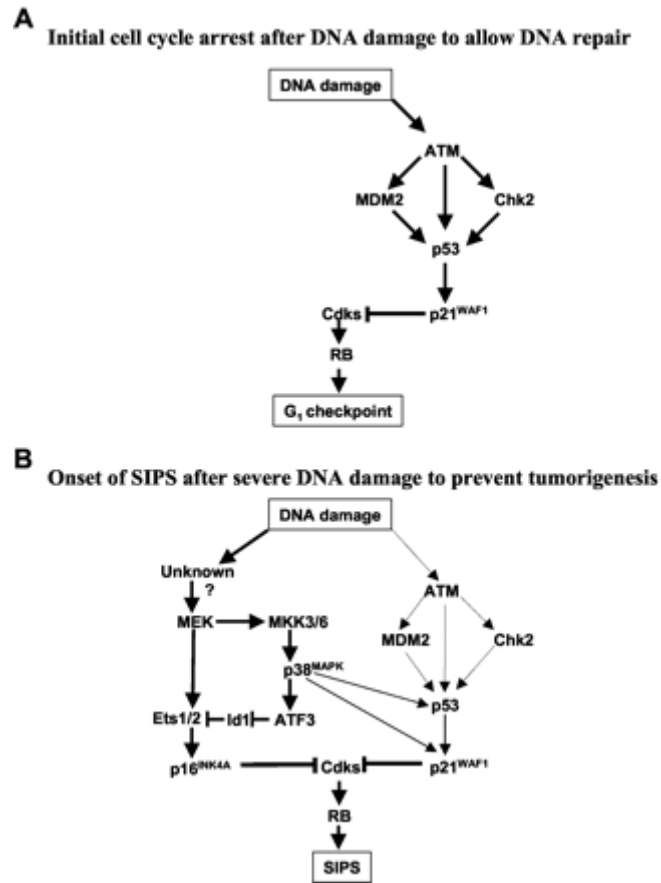 A
Initial cell cycle arrest after DNA damage to allow DNA repair
DNA damage
ATM
MDM2
Chk2
p53
Cdks
p21WAF1
RB
G1 checkpoint
B
Onset of SIPS after severe DNA damage to prevent tumorigenesis
DNA damage
Unknown
?
ATM
MEK
MKK3/6
MDM2
Chk2
p38MAPK
p53
Ets1/2
Id1
ATF3
p16INK4A
Cdks
p21WAF1
RB
SIPS